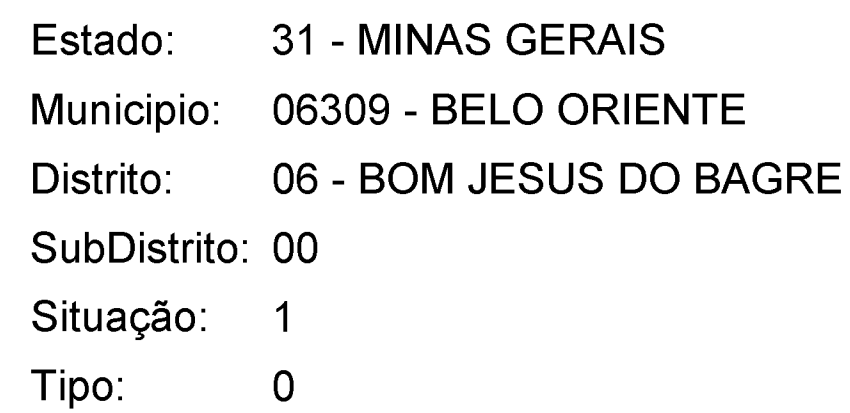 Estado: 31 - MINAS GERAIS
Municipio: 06309 - BELO ORIENTE
Distrito: 06 - BOM JESUS DO BAGRE
SubDistrito: 00
Situação: 1
Tipo: 0